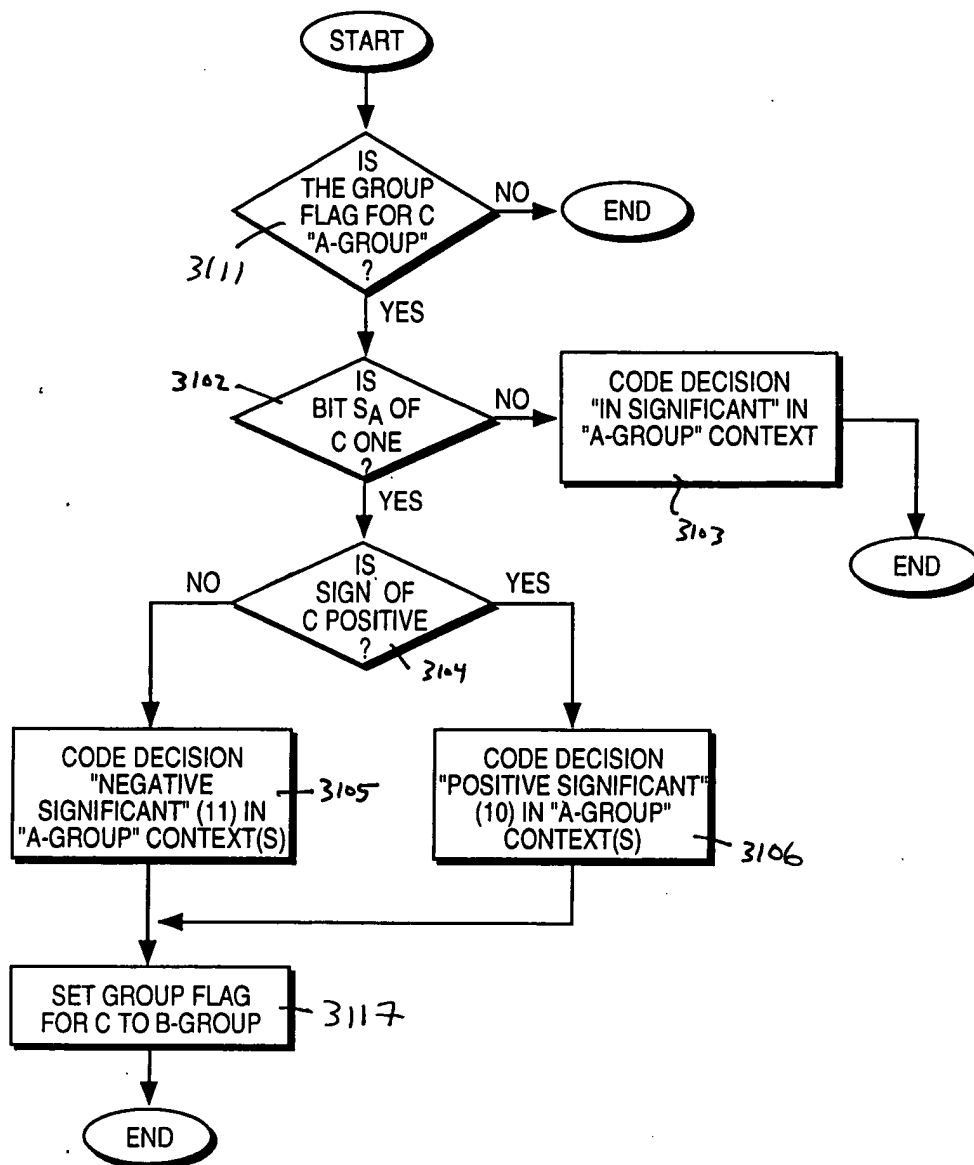 START
IS
THE GROUP
FLAG FOR C
"A-GROUP"
?
NO
END
3111
YES
3102
IS
BIT SA OF
C ONE
?
NO
CODE DECISION
"IN SIGNIFICANT" IN
"A-GROUP" CONTEXT
3103
END
YES
IS
SIGN OF
C POSITIVE
?
NO
YES
3104
CODE DECISION
"NEGATIVE
SIGNIFICANT" (11) IN
"A-GROUP" CONTEXT(S)
3105
CODE DECISION
"POSITIVE SIGNIFICANT"
(10) IN "A-GROUP"
CONTEXT(S)
3106
SET GROUP FLAG
FOR C TO B-GROUP
3117
END